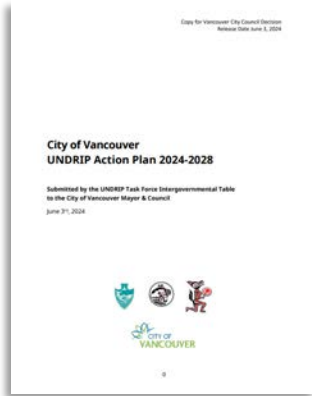 Copy for Vancouver City Council Decision
Release Date June 3, 2024
City of Vancouver
UNDRIP Action Plan 2024-2028
Submitted by the UNDRIP Task Force Intergovernmental Table
to the City of Vancouver Mayor & Council
June 3rd, 2024
CITY OF
VANCOUVER
0